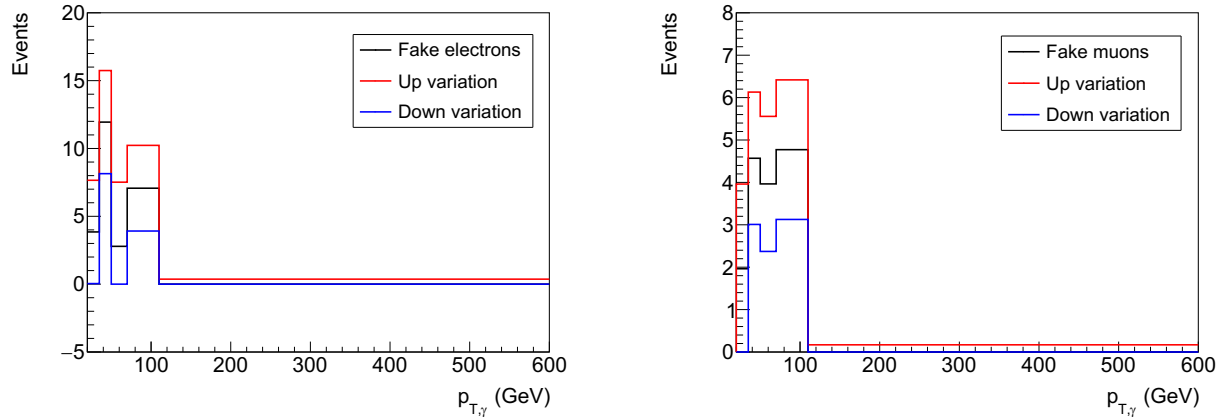 Events
20
15
10
5
0
−5
Fake electrons
Up variation
Down variation
100 200 300 400 500 600
p_T,γ (GeV)
Events
8
7
6
5
4
3
2
1
0
Fake muons
Up variation
Down variation
100 200 300 400 500 600
p_T,γ (GeV)